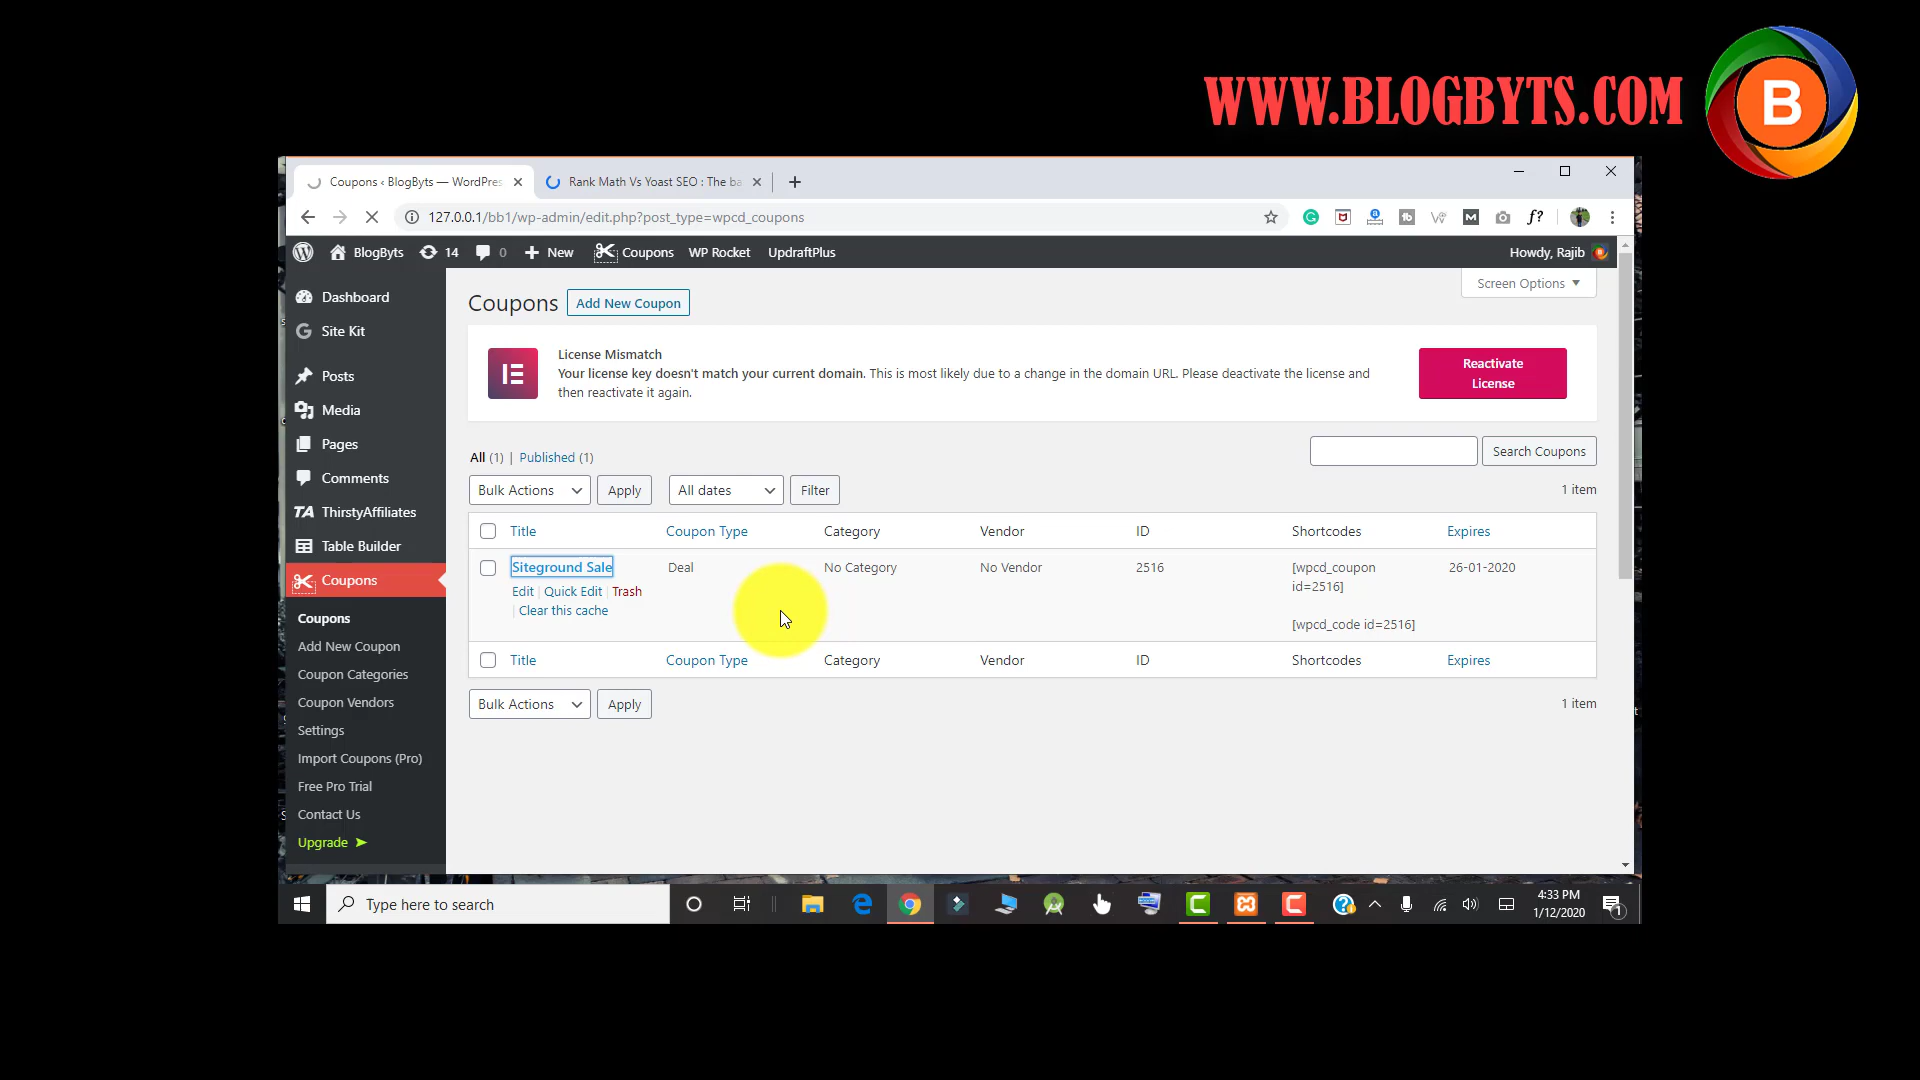 WWW.BLOGBYTS.COM
B
Coupons ‹ BlogByts — WordPres
Rank Math Vs Yoast SEO : The ba
127.0.0.1/bb1/wp-admin/edit.php?post_type=wpcd_coupons
BlogByts 14 0 New Coupons WP Rocket UpdraftPlus Howdy, Rajib
Screen Options
Dashboard
Site Kit
Posts
Media
Pages
Comments
TA ThirstyAffiliates
Table Builder
Coupons
Coupons
Add New Coupon
Coupon Categories
Coupon Vendors
Settings
Import Coupons (Pro)
Free Pro Trial
Contact Us
Upgrade ➤
Coupons Add New Coupon
License Mismatch
Your license key doesn't match your current domain. This is most likely due to a change in the domain URL. Please deactivate the license and
then reactivate it again.
Reactivate
License
All (1) | Published (1)
Search Coupons
Bulk Actions Apply All dates Filter 1 item
Title Coupon Type Category Vendor ID Shortcodes Expires
Siteground Sale Deal No Category No Vendor 2516 [wpcd_coupon 26-01-2020
id=2516]
Edit | Quick Edit | Trash
| Clear this cache
[wpcd_code id=2516]
Title Coupon Type Category Vendor ID Shortcodes Expires
Bulk Actions Apply 1 item
Type here to search
4:33 PM
1/12/2020
1